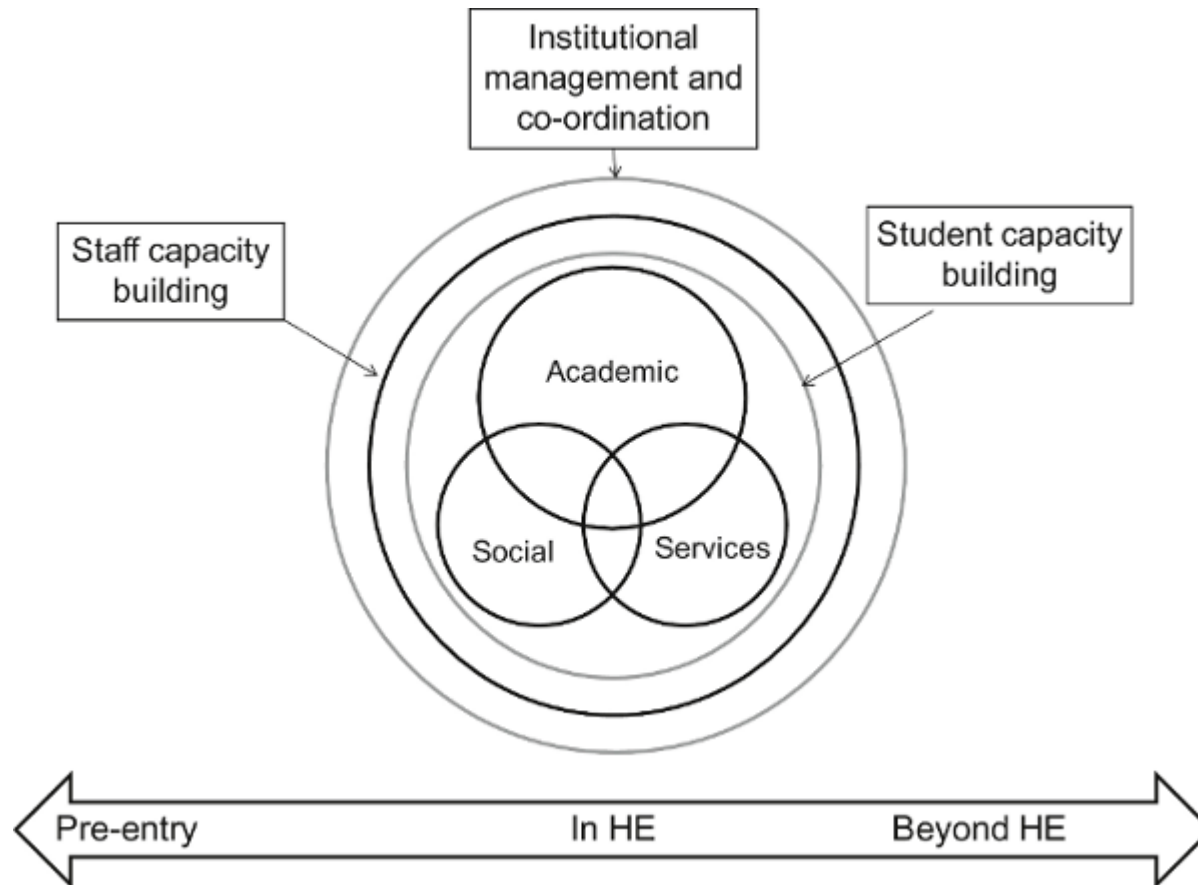 Institutional
management and
co-ordination
Staff capacity
building
Student capacity
building
Academic
Social
Services
Pre-entry
In HE
Beyond HE